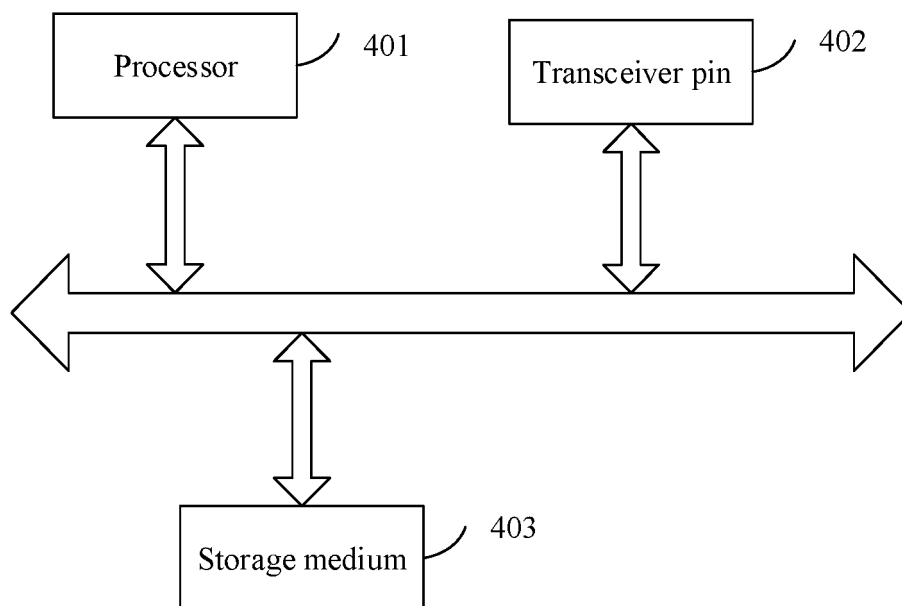 Processor
401
Transceiver pin
402
Storage medium
403